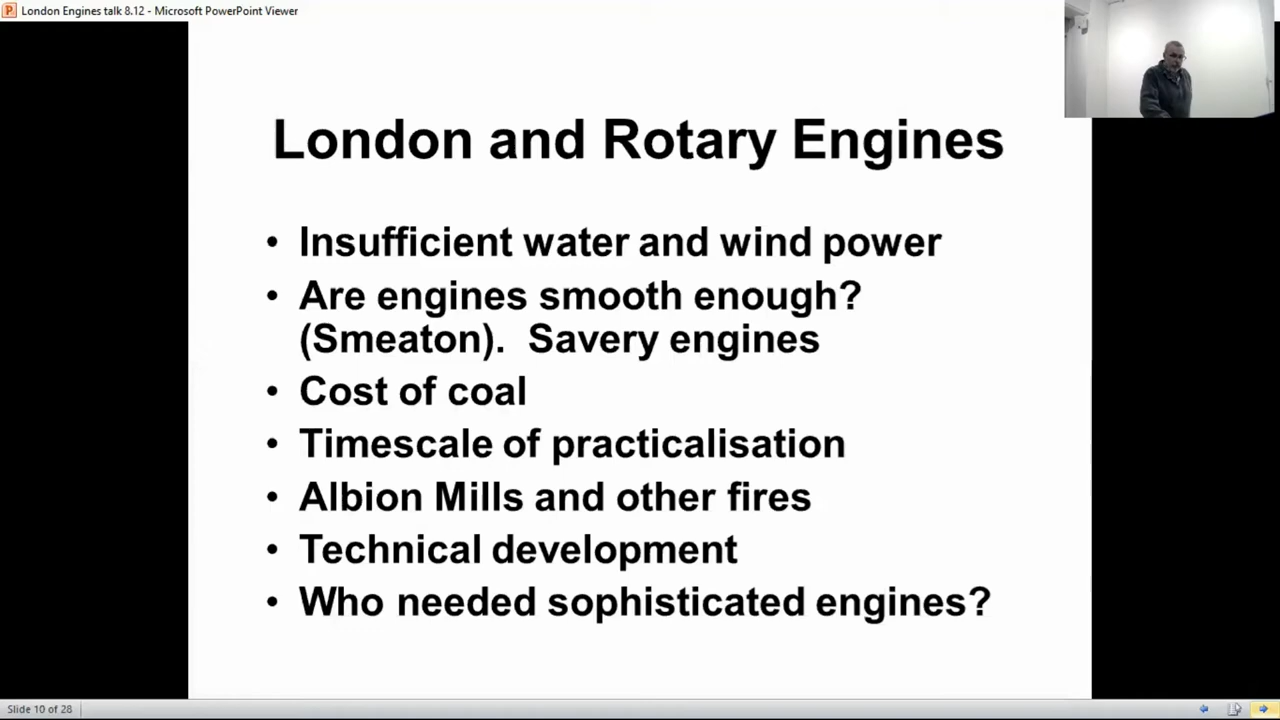 London Engines talk 8.12 - Microsoft PowerPoint Viewer
London and Rotary Engines
• Insufficient water and wind power
• Are engines smooth enough?
(Smeaton).  Savery engines
• Cost of coal
• Timescale of practicalisation
• Albion Mills and other fires
• Technical development
• Who needed sophisticated engines?
Slide 10 of 28